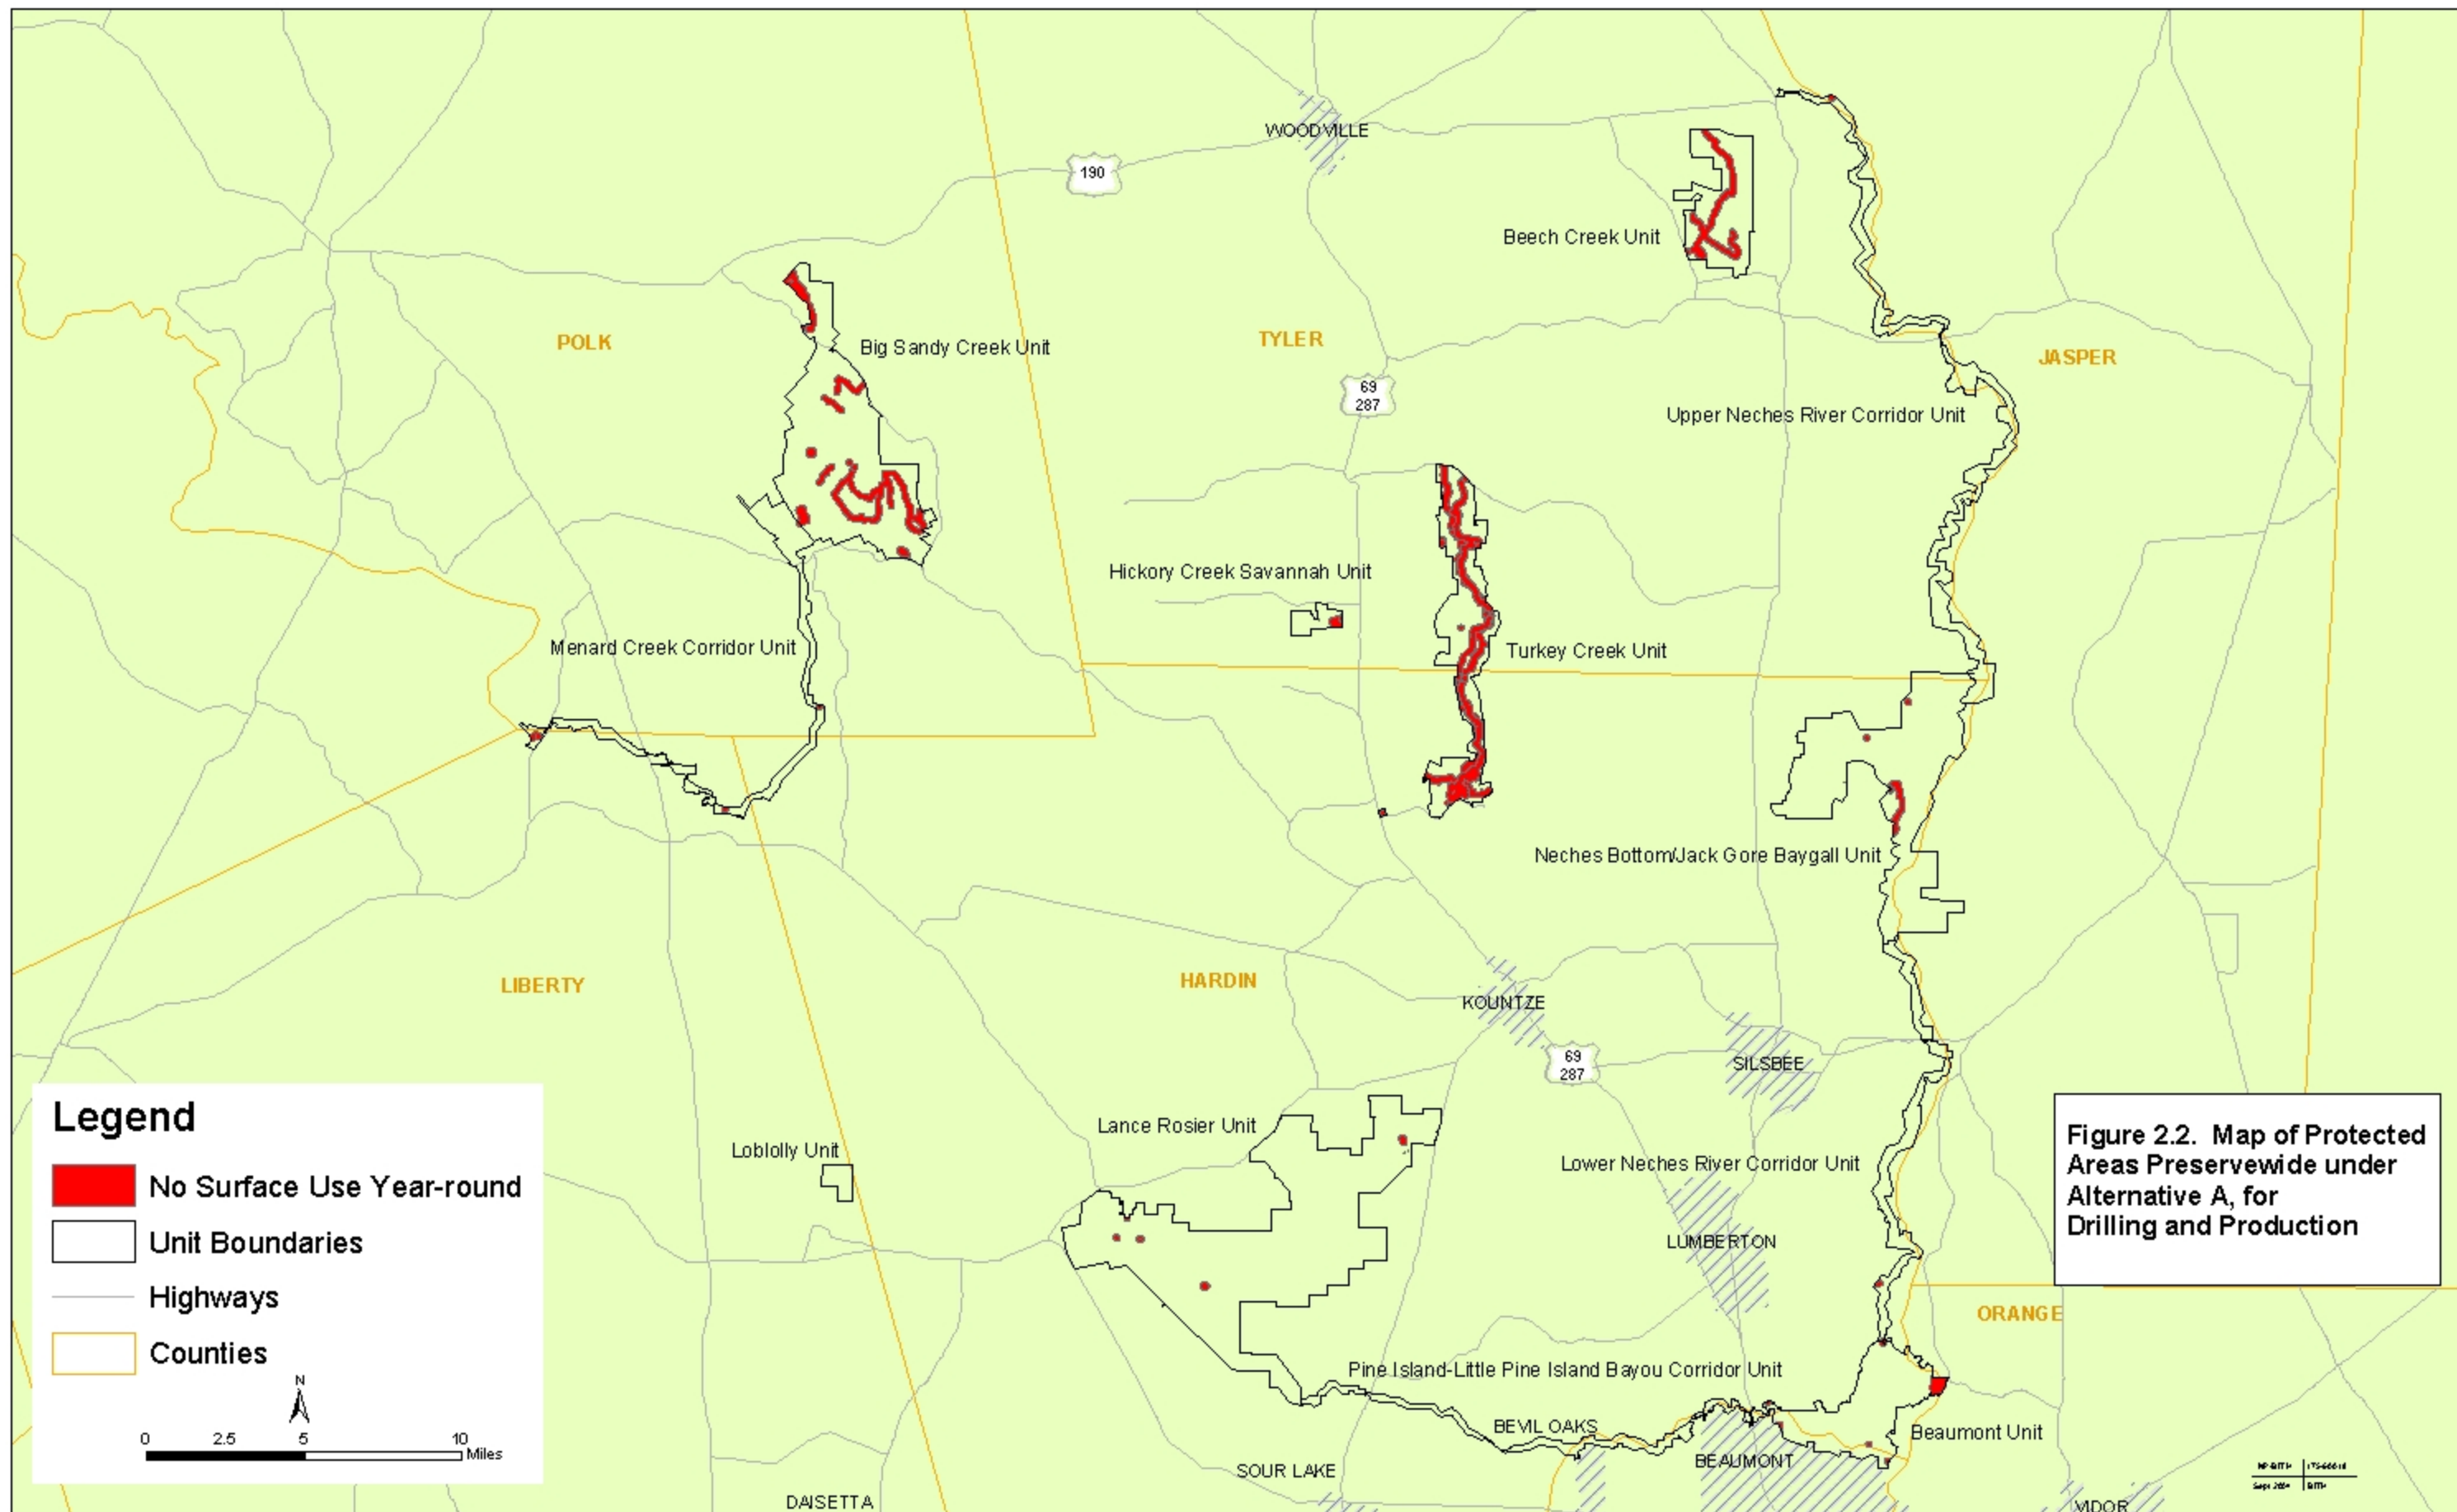 WOODVILLE
190
Beech Creek Unit
POLK
Big Sandy Creek Unit
TYLER
JASPER
69
287
Upper Neches River Corridor Unit
Hickory Creek Savannah Unit
Menard Creek Corridor Unit
Turkey Creek Unit
Neches Bottom/Jack Gore Baygall Unit
LIBERTY
HARDIN
KOUNTZE
69
287
SILSBEE
Lance Rosier Unit
Loblolly Unit
Lower Neches River Corridor Unit
LUMBERTON
ORANGE
Pine Island-Little Pine Island Bayou Corridor Unit
BEVIL OAKS
Beaumont Unit
BEAUMONT
SOUR LAKE
DAISETTA
VIDOR
Legend
No Surface Use Year-round
Unit Boundaries
Highways
Counties
N
0 2.5 5 10
Miles
Figure 2.2. Map of Protected
Areas Preservewide under
Alternative A, for
Drilling and Production